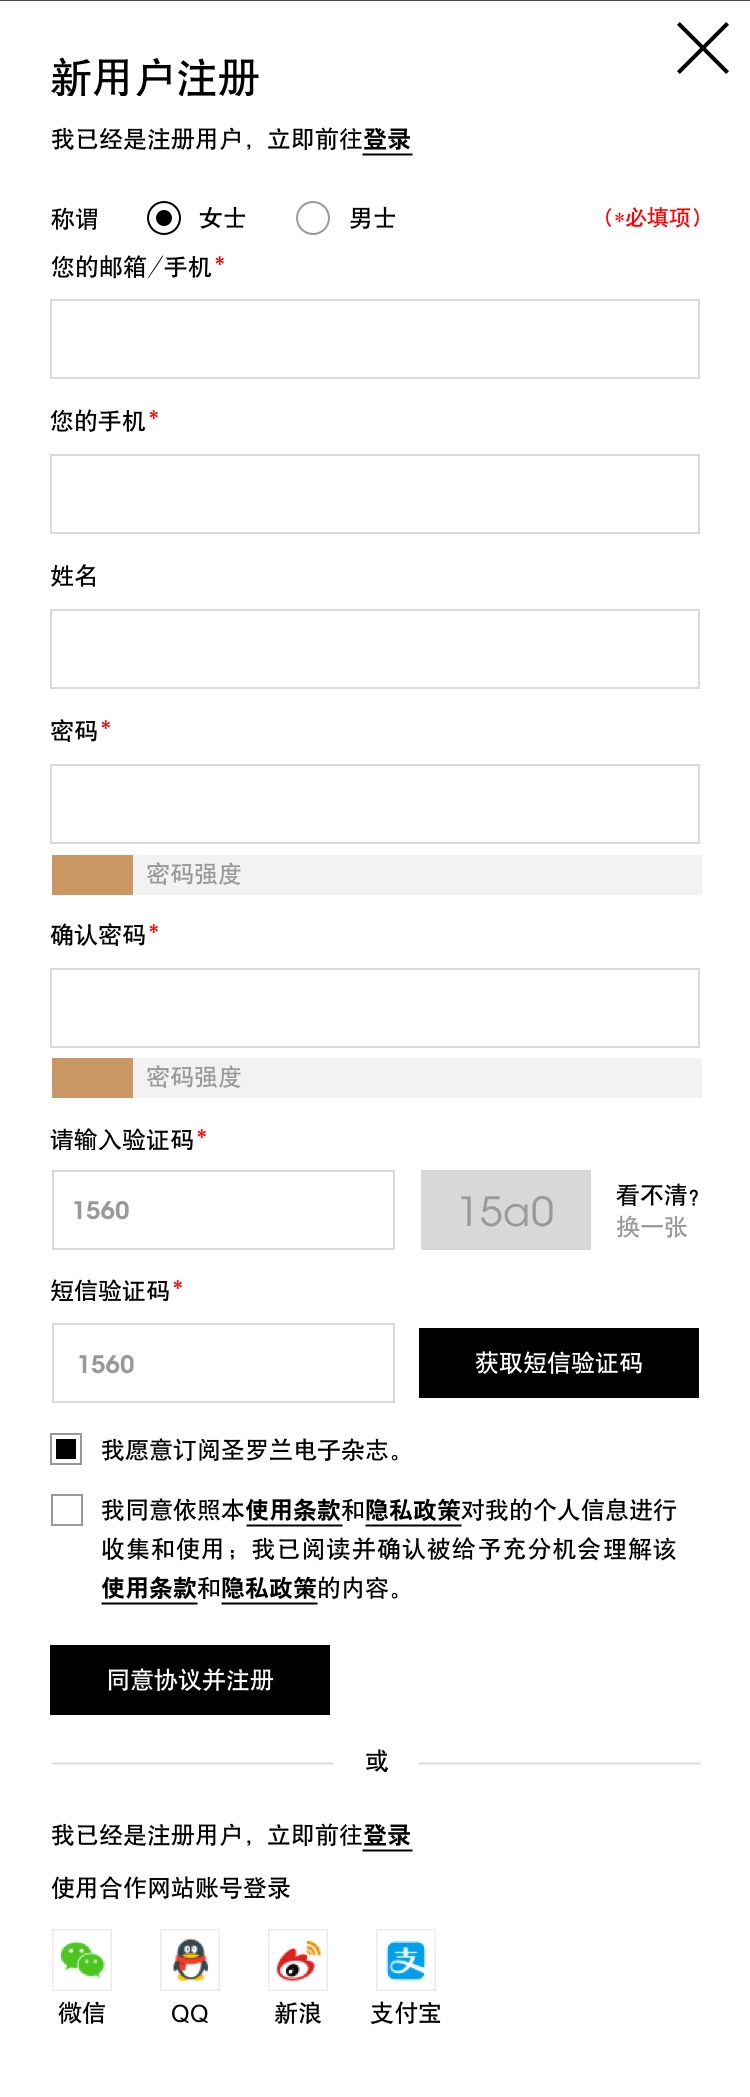 新用户注册
我已经是注册用户，立即前往登录
称谓 女士 男士 （*必填项）
您的邮箱/手机*
您的手机*
姓名
密码*
密码强度
确认密码*
密码强度
请输入验证码*
1560 15a0 看不清?
换一张
短信验证码*
1560 获取短信验证码
我愿意订阅圣罗兰电子杂志。
我同意依照本使用条款和隐私政策对我的个人信息进行
收集和使用；我已阅读并确认被给予充分机会理解该
使用条款和隐私政策的内容。
同意协议并注册
或
我已经是注册用户，立即前往登录
使用合作网站账号登录
支
微信 QQ 新浪 支付宝